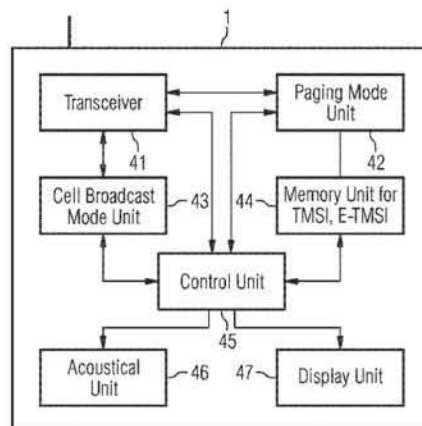 1
Transceiver
41
Paging Mode
Unit
42
Cell Broadcast
Mode Unit
43
44
Memory Unit for
TMSI, E-TMSI
Control Unit
45
Acoustical
Unit
46
47
Display Unit